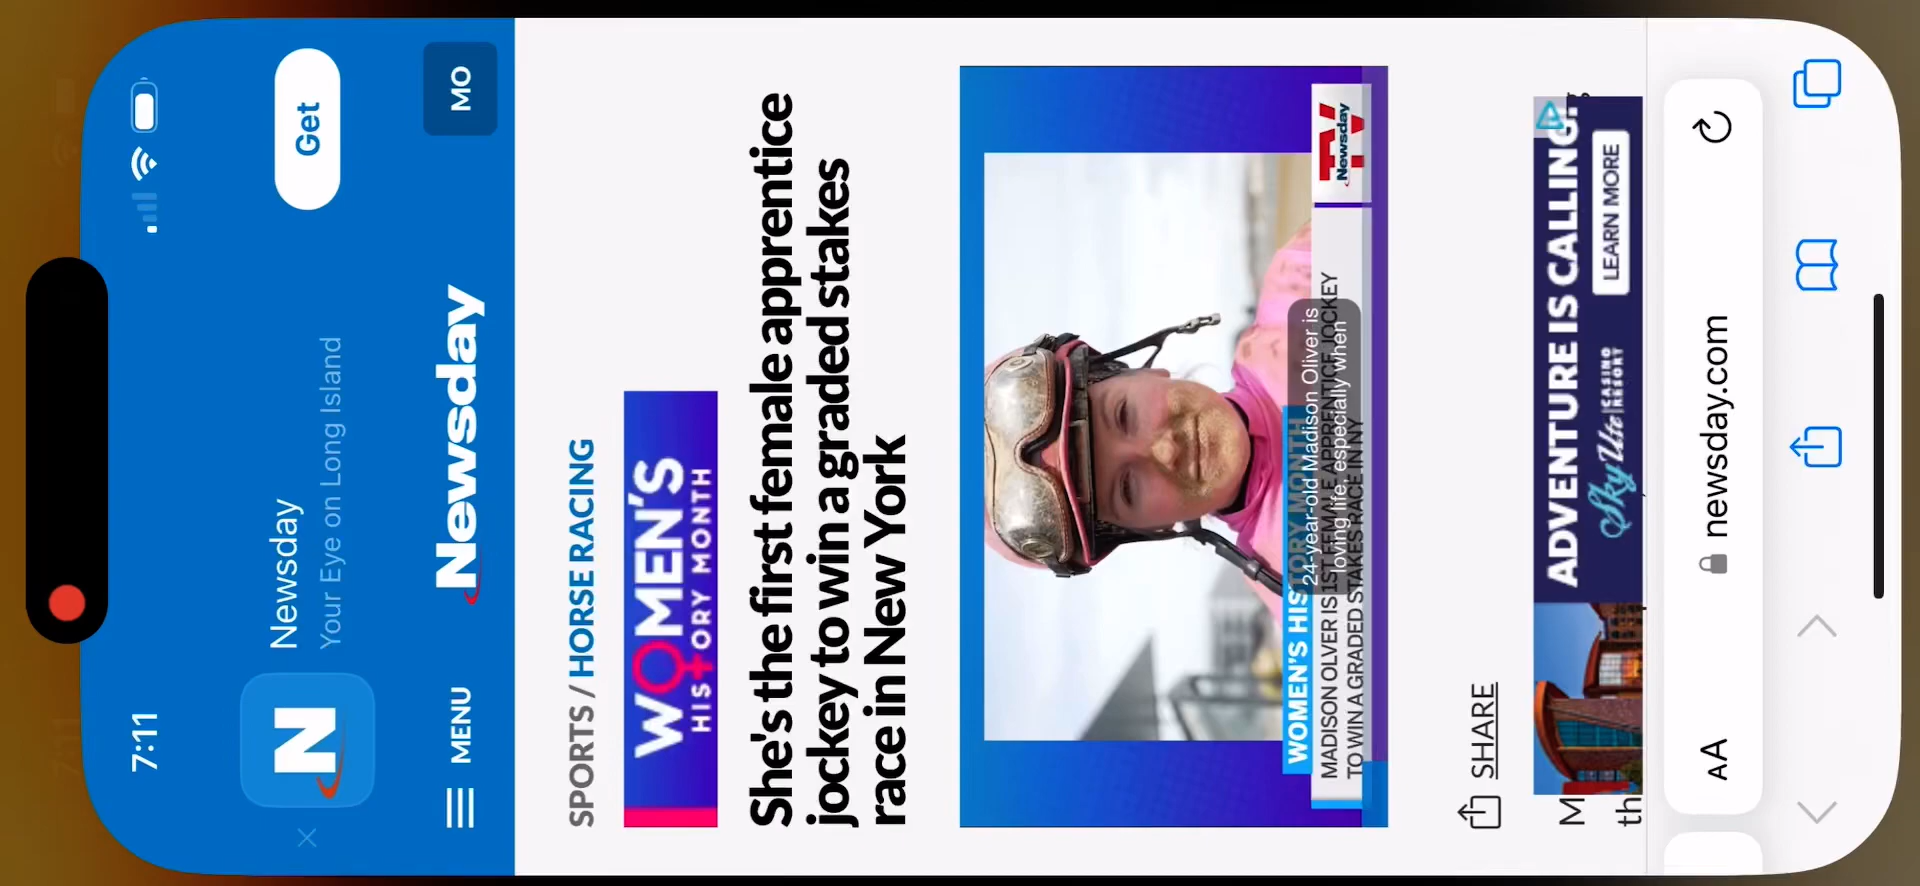 7:11
N
Newsday
Your Eye on Long Island
Get
MENU
Newsday
MO
SPORTS / HORSE RACING
WOMEN'S
HISTORY MONTH
She's the first female apprentice
jockey to win a graded stakes
race in New York
WOMEN'S HISTORY MONTH
24-year-old Madison Oliver is
loving life, especially when
MADISON OLVER IS 1ST FEMALE APPRENTICE JOCKEY
TO WIN A GRADED STAKES RACE IN NY
Newsday
TV
SHARE
ADVENTURE IS CALLING.
Sky Ute CASINO
RESORT
LEARN MORE
M
th
AA
newsday.com